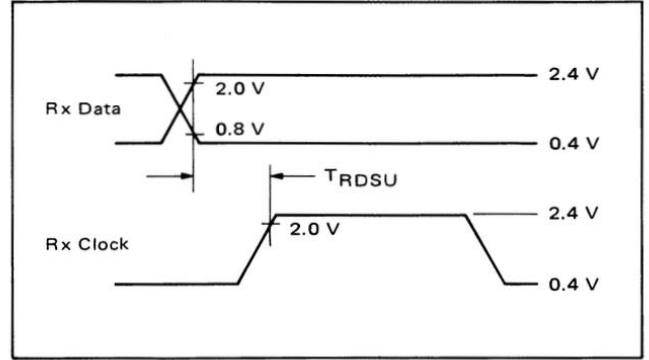 2.4 V
2.0 V
Rx Data
0.8 V
0.4 V
TRDSU
2.4 V
2.0 V
Rx Clock
0.4 V